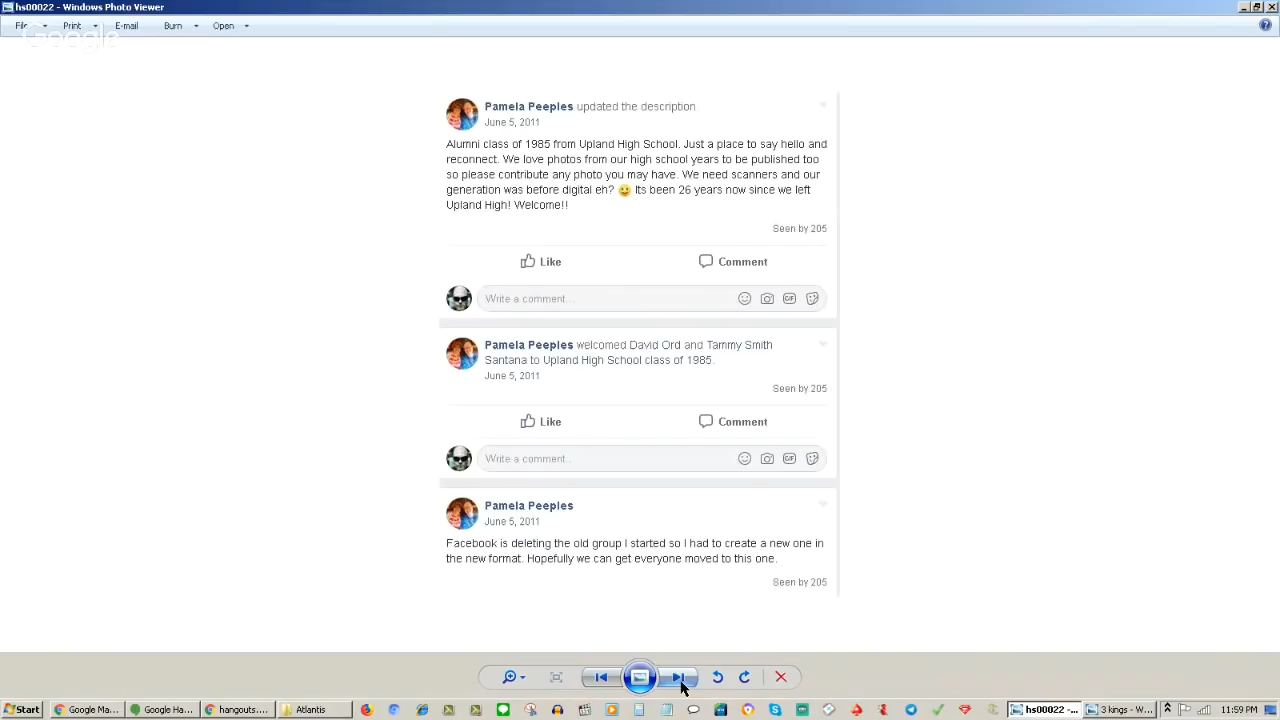 hs00022 - Windows Photo Viewer
File Print E-mail Burn Open
Google
Pamela Peeples updated the description
June 5, 2011
Alumni class of 1985 from Upland High School. Just a place to say hello and
reconnect. We love photos from our high school years to be published too
so please contribute any photo you may have. We need scanners and our
generation was before digital eh? 😀 Its been 26 years now since we left
Upland High! Welcome!!
Seen by 205
Like Comment
Write a comment...
GIF
Pamela Peeples welcomed David Ord and Tammy Smith
Santana to Upland High School class of 1985.
June 5, 2011
Seen by 205
Like Comment
Write a comment...
GIF
Pamela Peeples
June 5, 2011
Facebook is deleting the old group I started so I had to create a new one in
the new format. Hopefully we can get everyone moved to this one.
Seen by 205
Start Google Ma... Google Ha... hangouts.... Atlantis hs00022 -... 3 kings - W... 11:59 PM